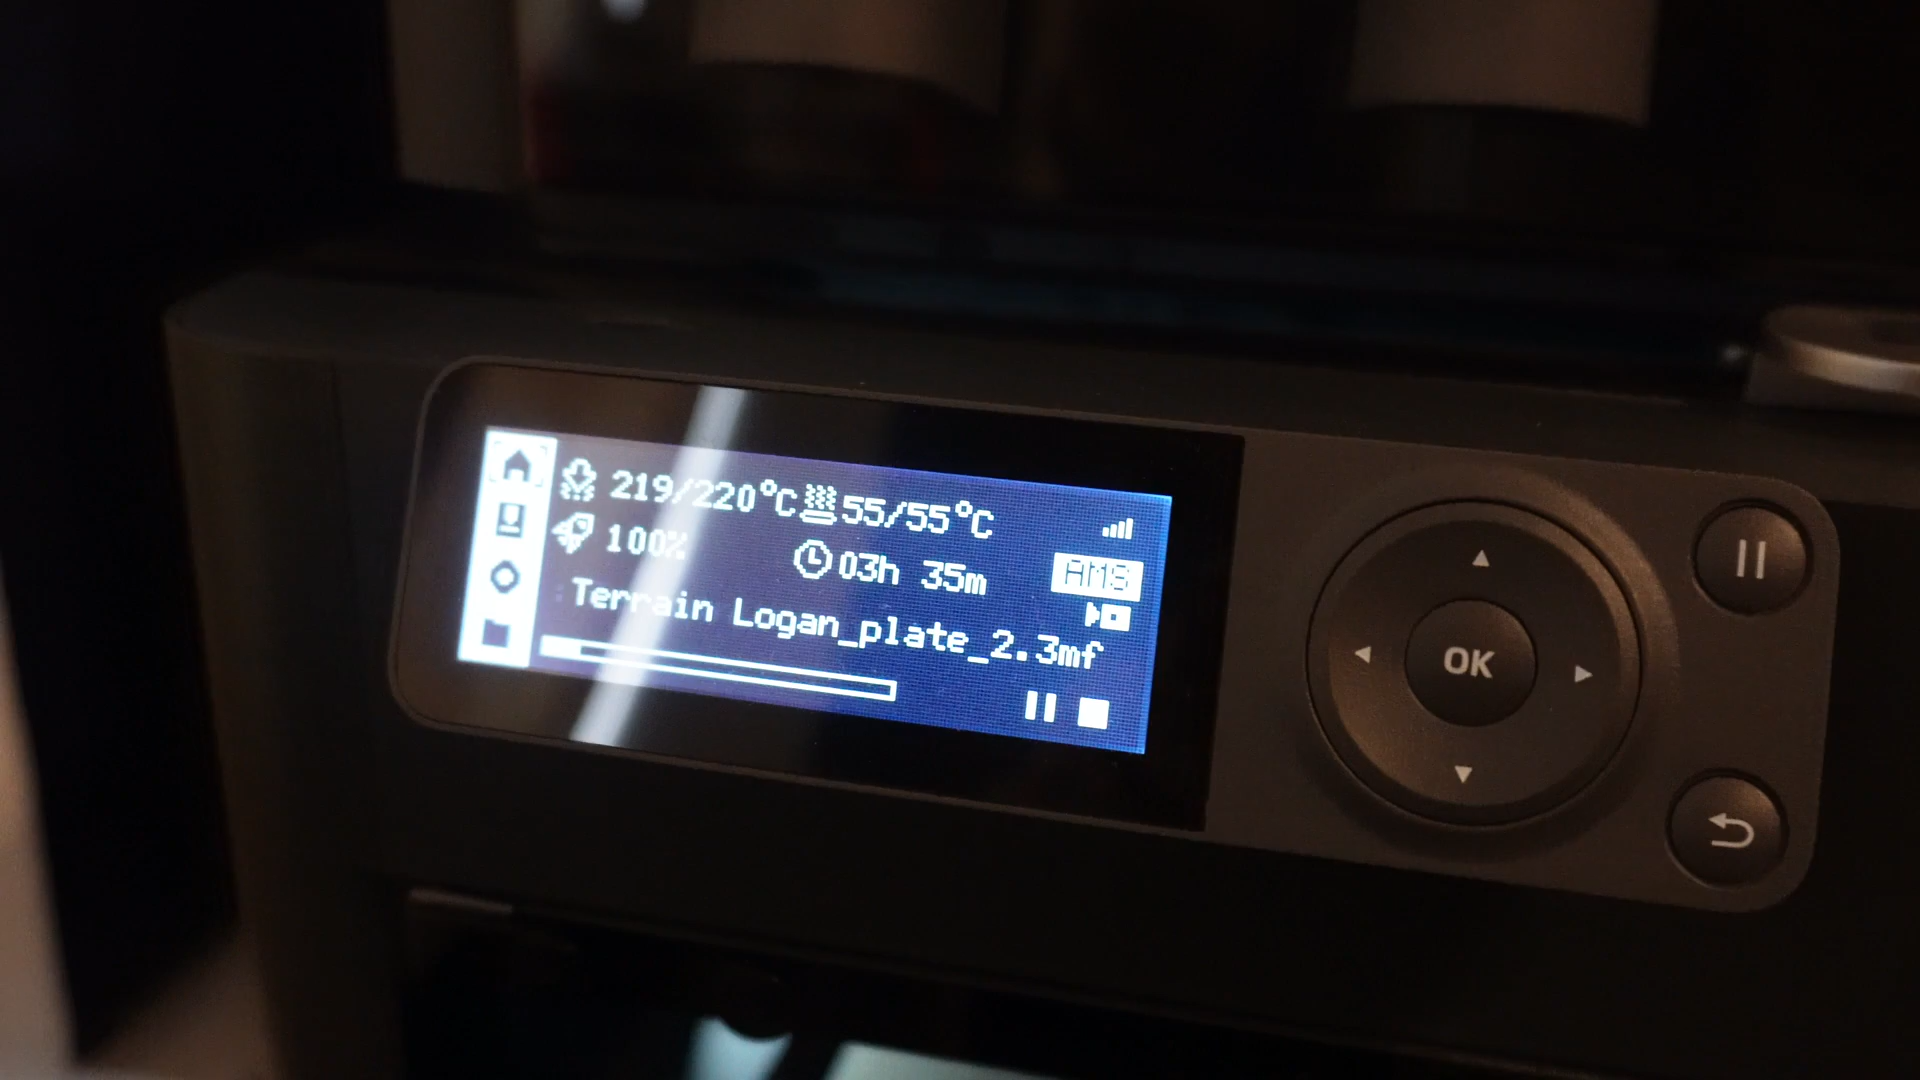 219/220°C 55/55°C
100% 03h 35m
AMS
Terrain Logan_plate_2.3mf
OK